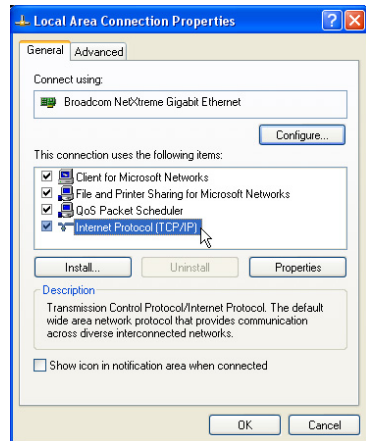 Local Area Connection Properties
General
Advanced
Connect using:
Broadcom NetXtreme Gigabit Ethernet
Configure...
This connection uses the following items:
Client for Microsoft Networks
File and Printer Sharing for Microsoft Networks
QoS Packet Scheduler
Internet Protocol (TCP/IP)
Install...
Uninstall
Properties
Description
Transmission Control Protocol/Internet Protocol. The default
wide area network protocol that provides communication
across diverse interconnected networks.
Show icon in notification area when connected
OK
Cancel